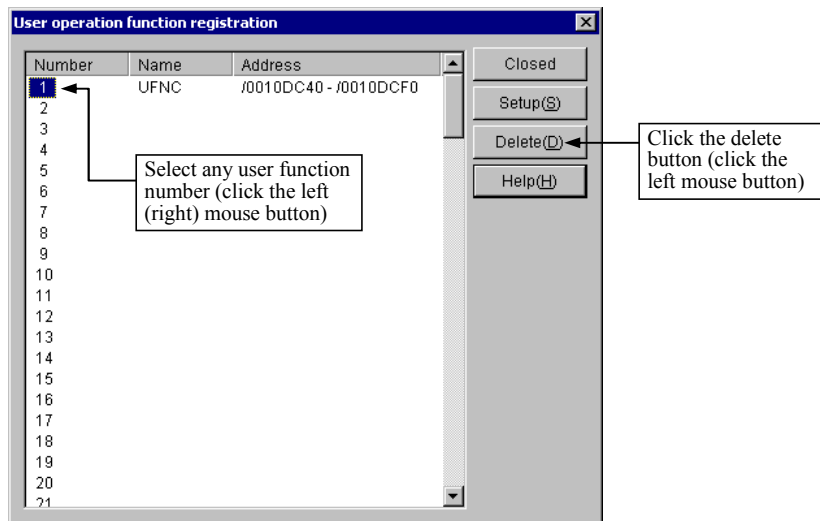 User operation function registration
Number Name Address
1 UFNC /0010DC40 - /0010DCF0
2
3
4
5
6
7
8
9
10
11
12
13
14
15
16
17
18
19
20
21
Closed
Setup(S)
Delete(D)
Help(H)
Select any user function
number (click the left
(right) mouse button)
Click the delete
button (click the
left mouse button)